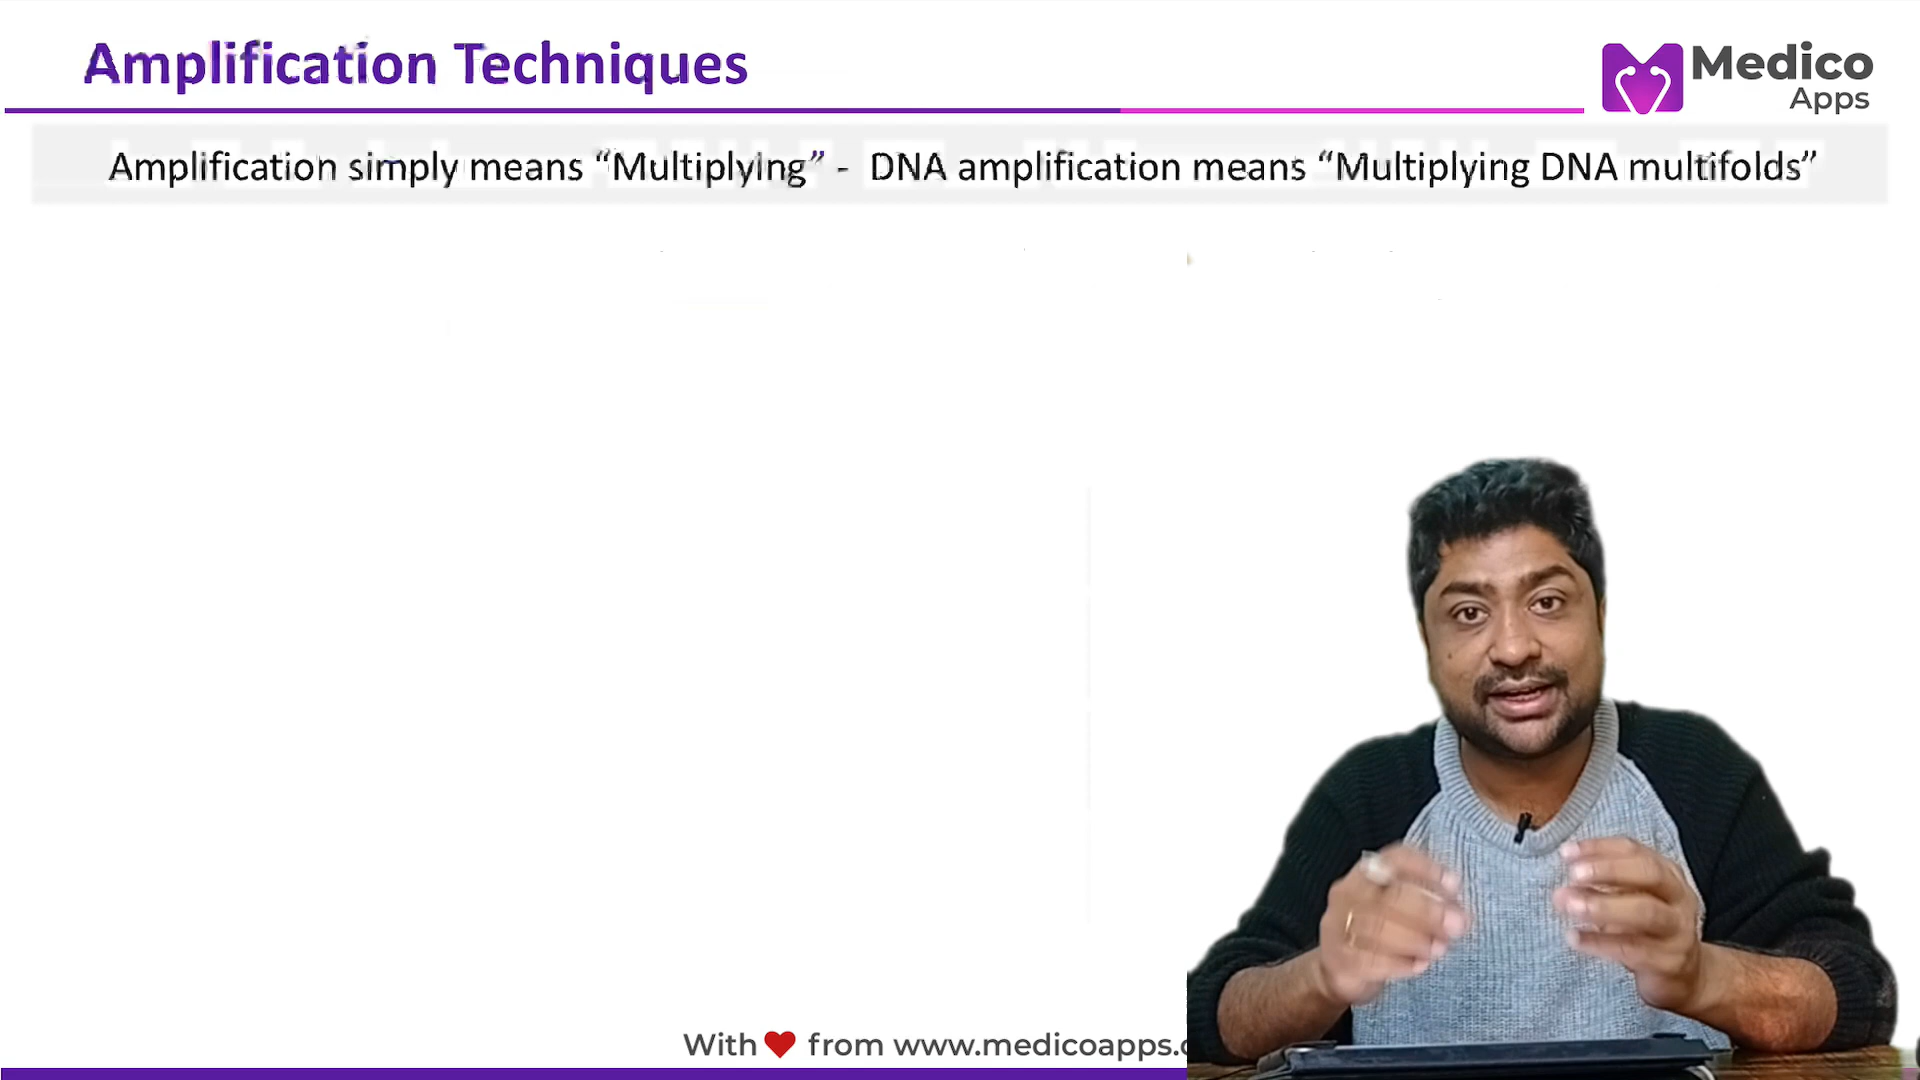 Amplification Techniques
Medico
Apps
Amplification simply means “Multiplying” - DNA amplification means “Multiplying DNA multifolds”
With ❤ from www.medicoapps.